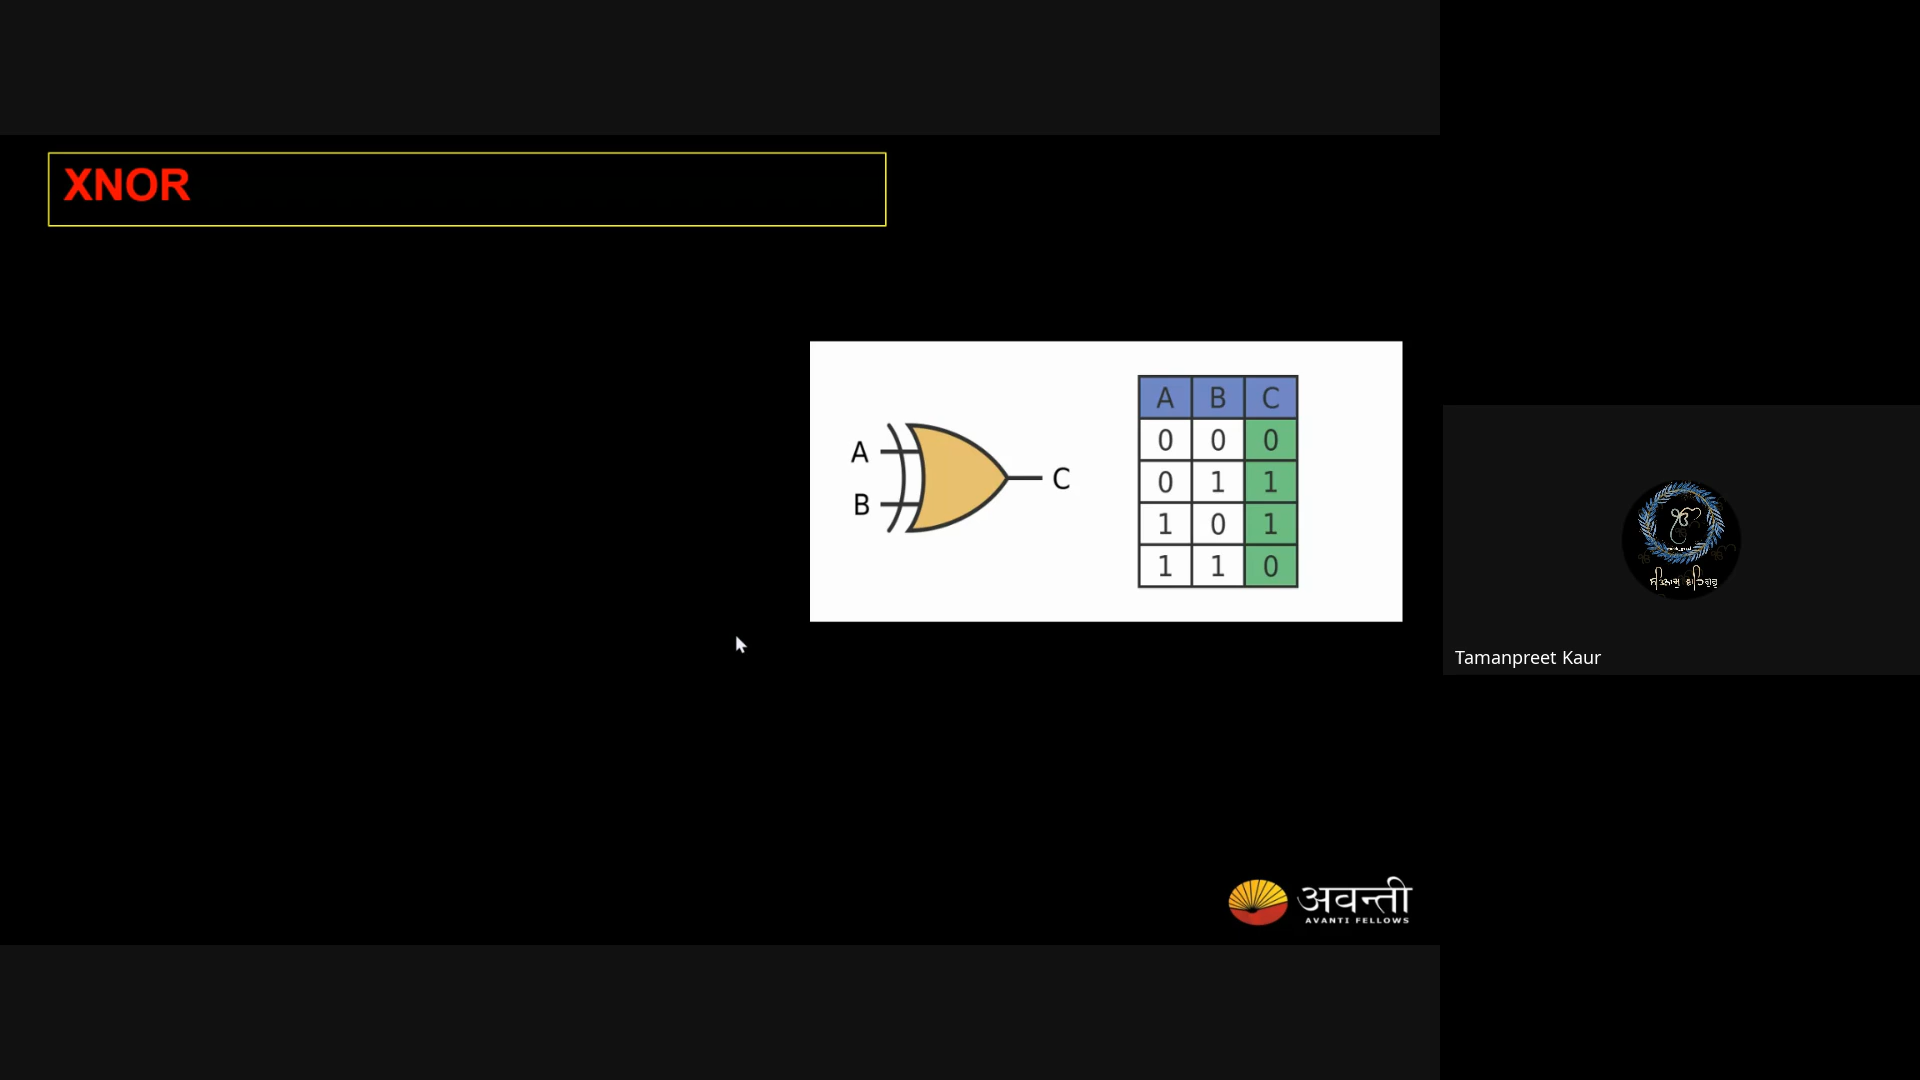 XNOR
A
B
C
A B C
0 0 0
0 1 1
1 0 1
1 1 0
Tamanpreet Kaur
अवन्ती
AVANTI FELLOWS